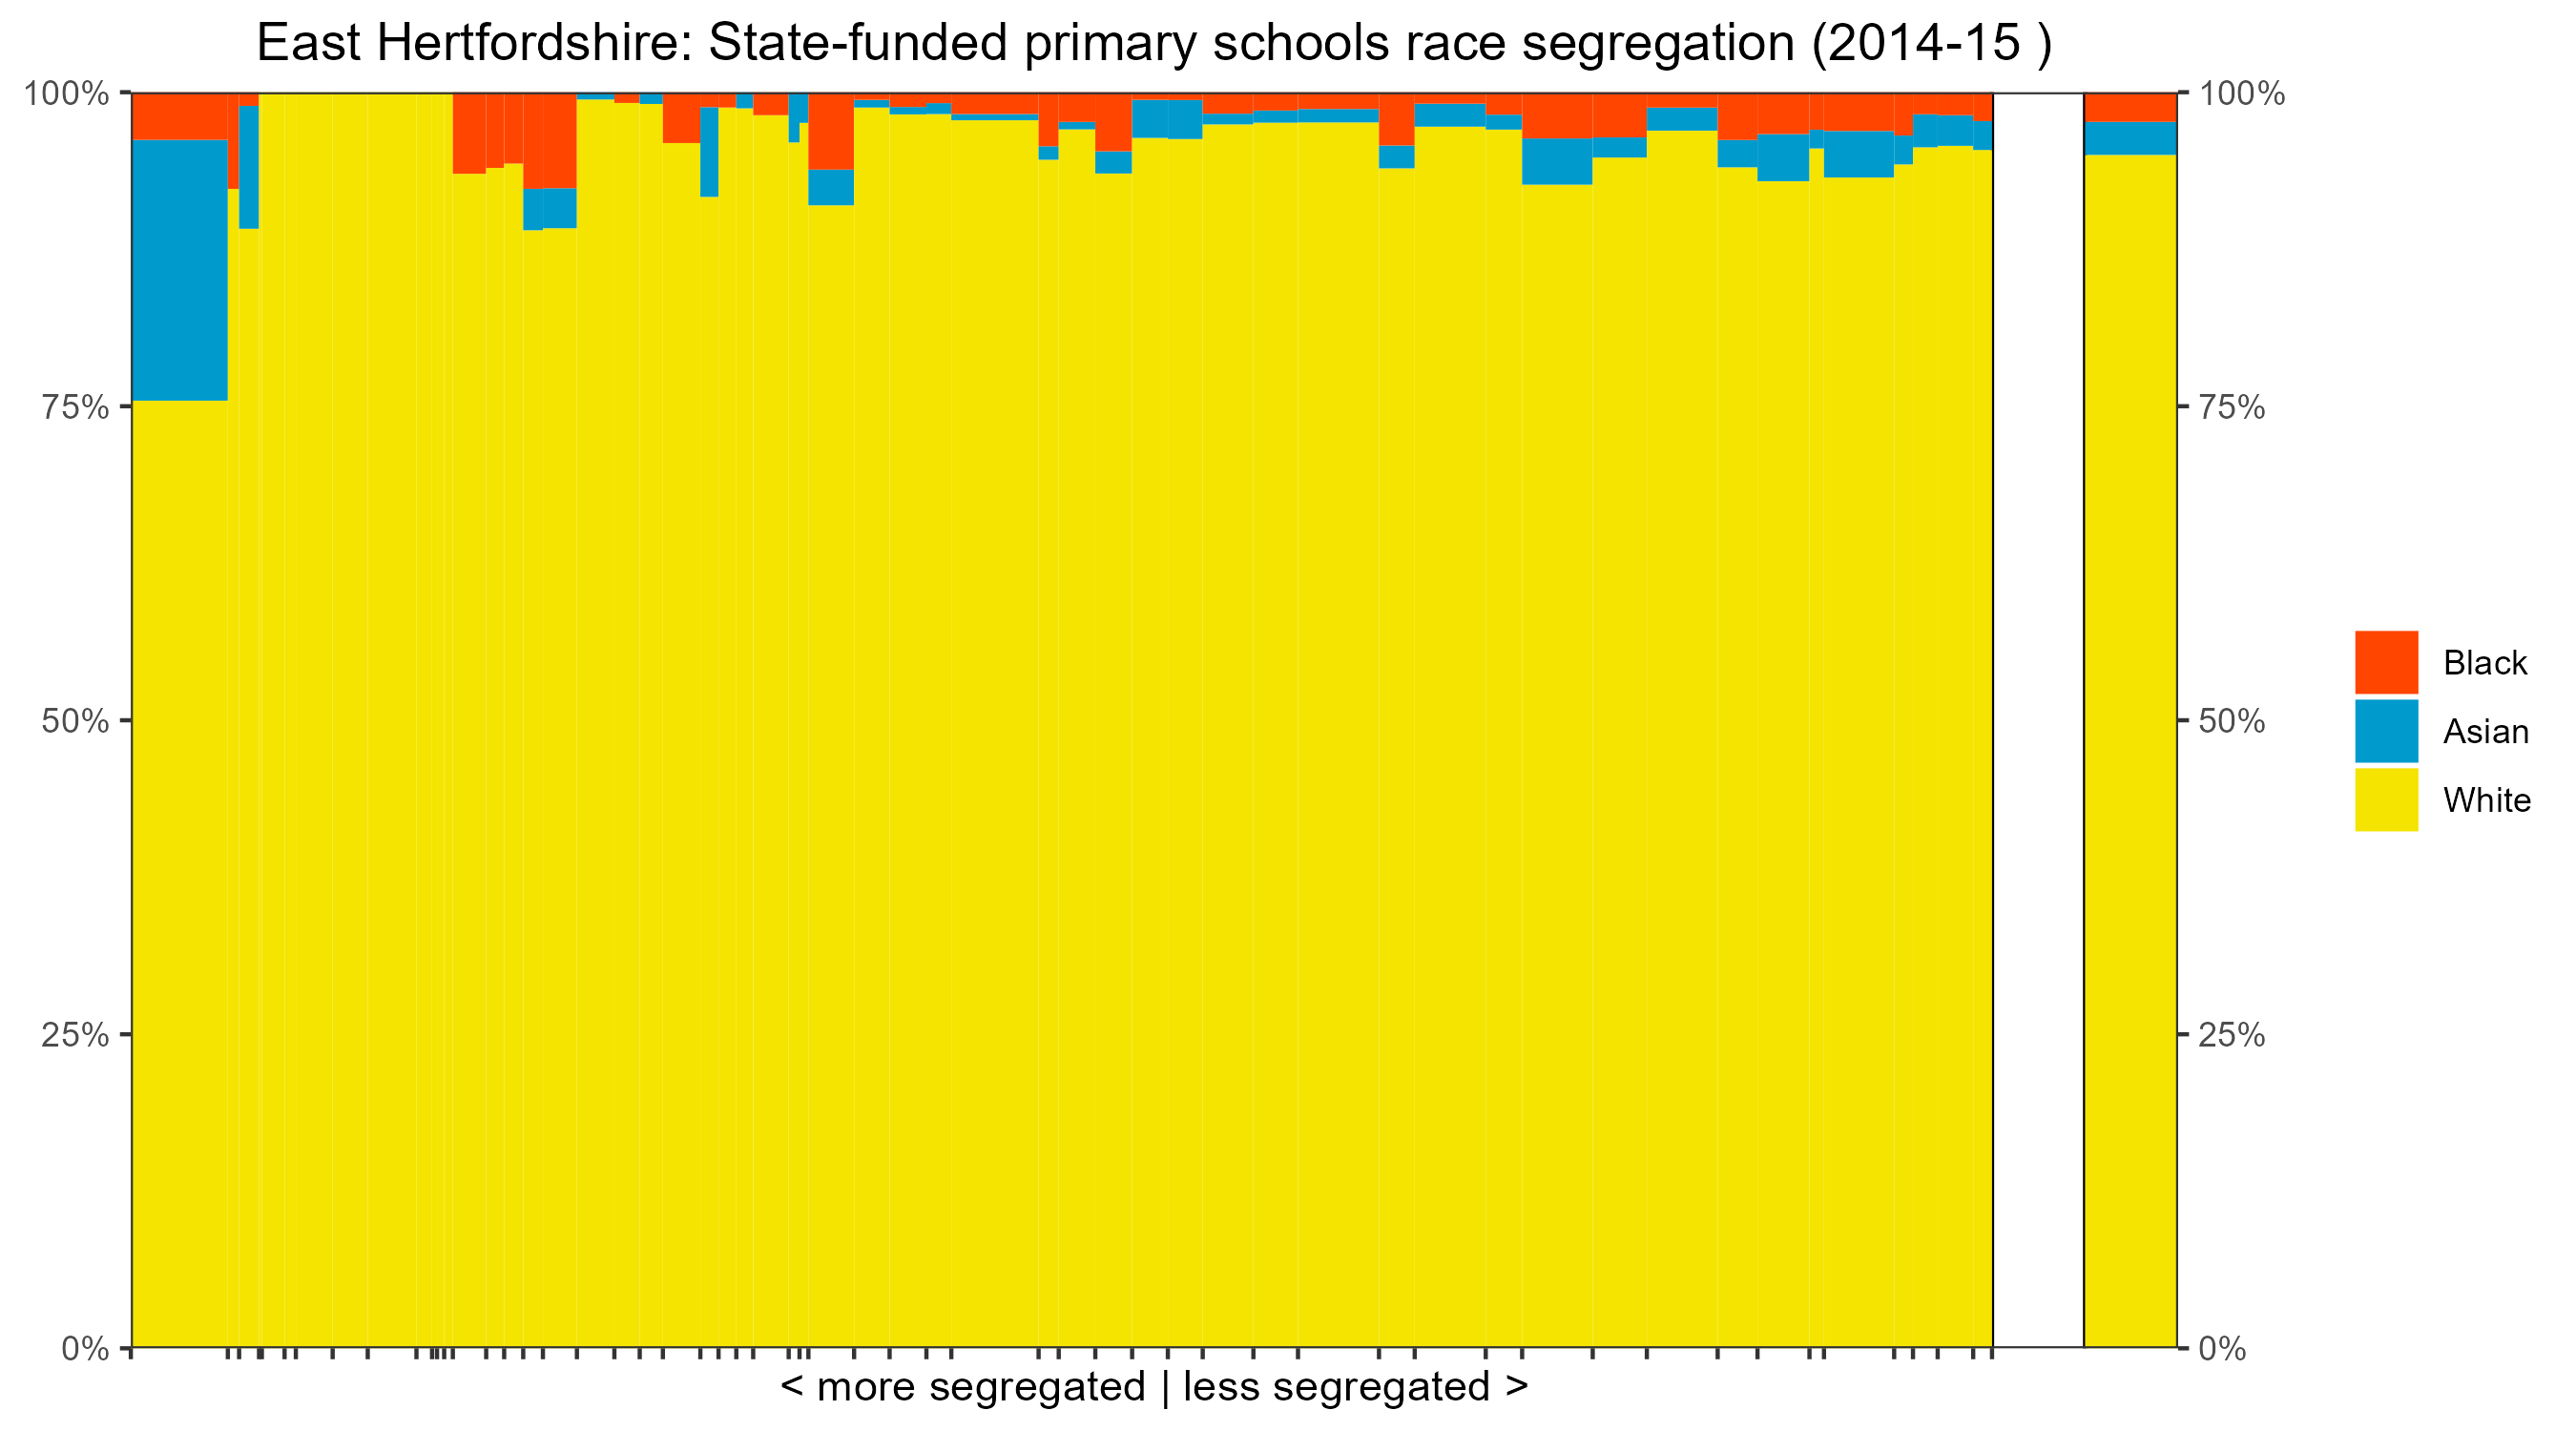 East Hertfordshire: State-funded primary schools race segregation (2014-15 )
100%
75%
50%
25%
0%
100%
75%
50%
25%
0%
Black
Asian
White
< more segregated | less segregated >